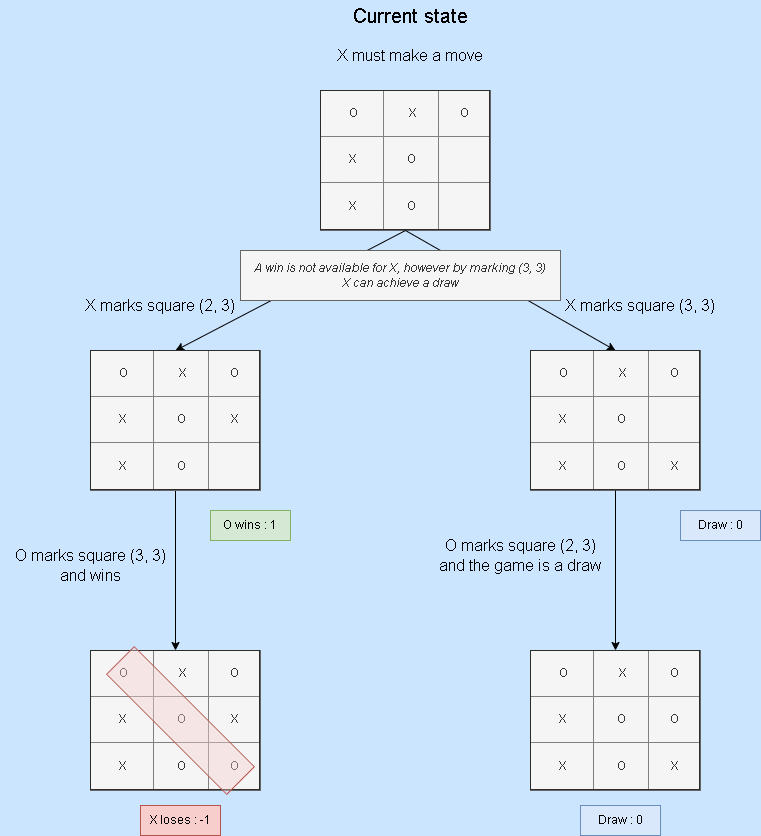 Current state
X must make a move
O X O
X O
X O
A win is not available for X, however by marking (3, 3)
X can achieve a draw
X marks square (2, 3)
X marks square (3, 3)
O X O
X O X
X O
O X O
X O
X O X
O wins : 1
Draw : 0
O marks square (3, 3)
and wins
O marks square (2, 3)
and the game is a draw
O X O
X O X
X O O
O X O
X O O
X O X
X loses : -1
Draw : 0